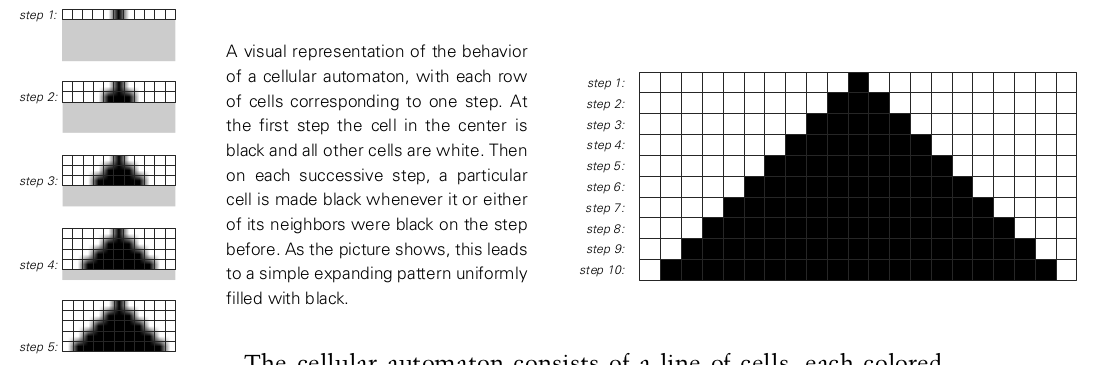 step 1:
step 2:
step 3:
step 4:
step 5:
A visual representation of the behavior
of a cellular automaton, with each row
of cells corresponding to one step. At
the first step the cell in the center is
black and all other cells are white. Then
on each successive step, a particular
cell is made black whenever it or either
of its neighbors were black on the step
before. As the picture shows, this leads
to a simple expanding pattern uniformly
filled with black.
step 1:
step 2:
step 3:
step 4:
step 5:
step 6:
step 7:
step 8:
step 9:
step 10:
The cellular automaton consists of a line of cells, each colored